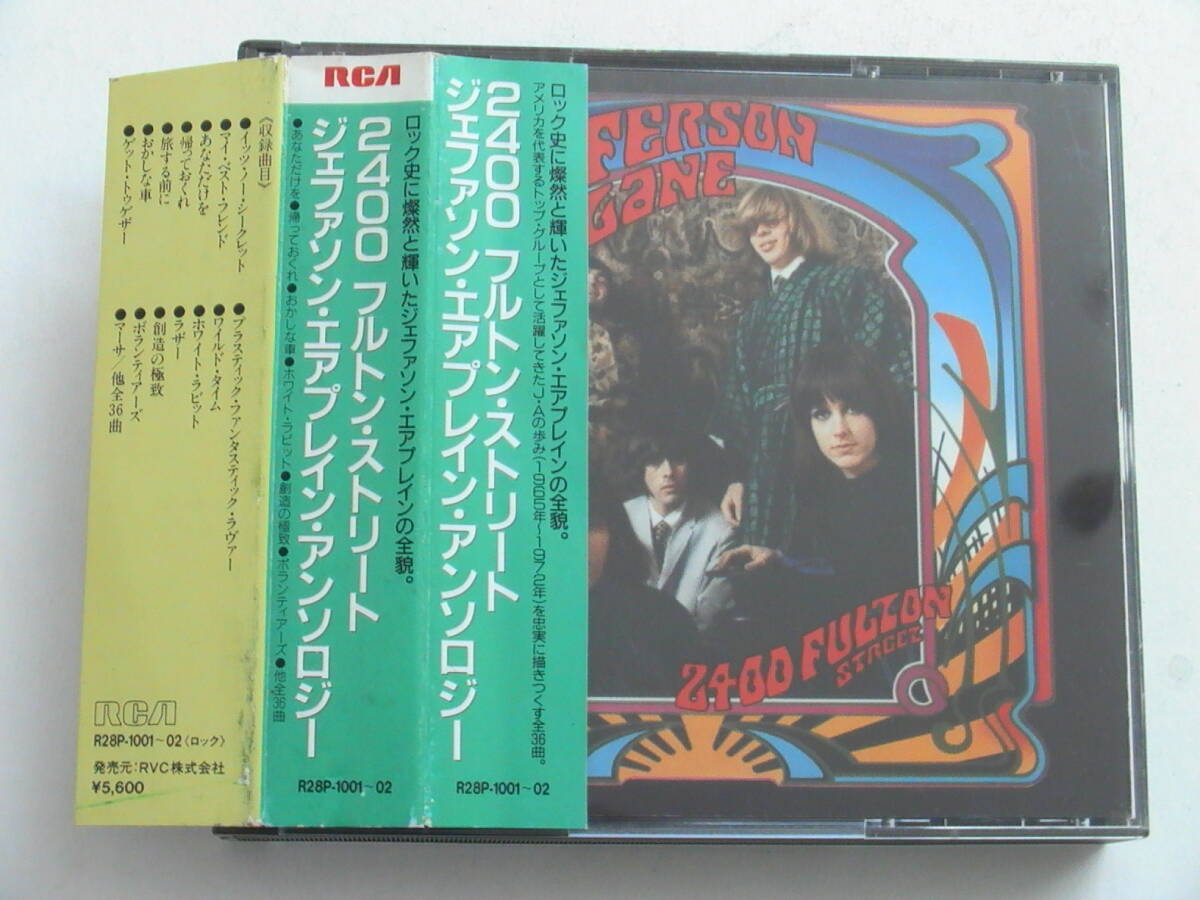 《収録曲目》
●イッツ・ノー・シークレット
●マイ・ベスト・フレンド
●あなただけを
●帰っておくれ
●旅する前に
●おかしな車
●ゲット・トゥゲザー
●プラスティック・ファンタスティック・ラヴァー
●ワイルド・タイム
●ホワイト・ラビット
●ラザー
●創造の極致
●ボランティアーズ
●マーサ/他全36曲
RCA
R28P-1001~02〈ロック〉
発売元:RVC株式会社
¥5,600
RCA
ロック史に燦然と輝いたジェファソン・エアプレインの全貌。
2400 フルトン・ストリート
ジェファソン・エアプレイン・アンソロジー
●あなただけを●帰っておくれ●おかしな車●ホワイト・ラビット●創造の極致●ボランティアーズ●他全36曲
R28P-1001~02
ロック史に燦然と輝いたジェファソン・エアプレインの全貌。
アメリカを代表するトップ・グループとして活躍してきたJ・Aの歩み(1965年~1972年)を忠実に描きつくす全36曲。
2400 フルトン・ストリート
ジェファソン・エアプレイン・アンソロジー
R28P-1001~02
FERSON
LANE
2400 FULTON
STREET